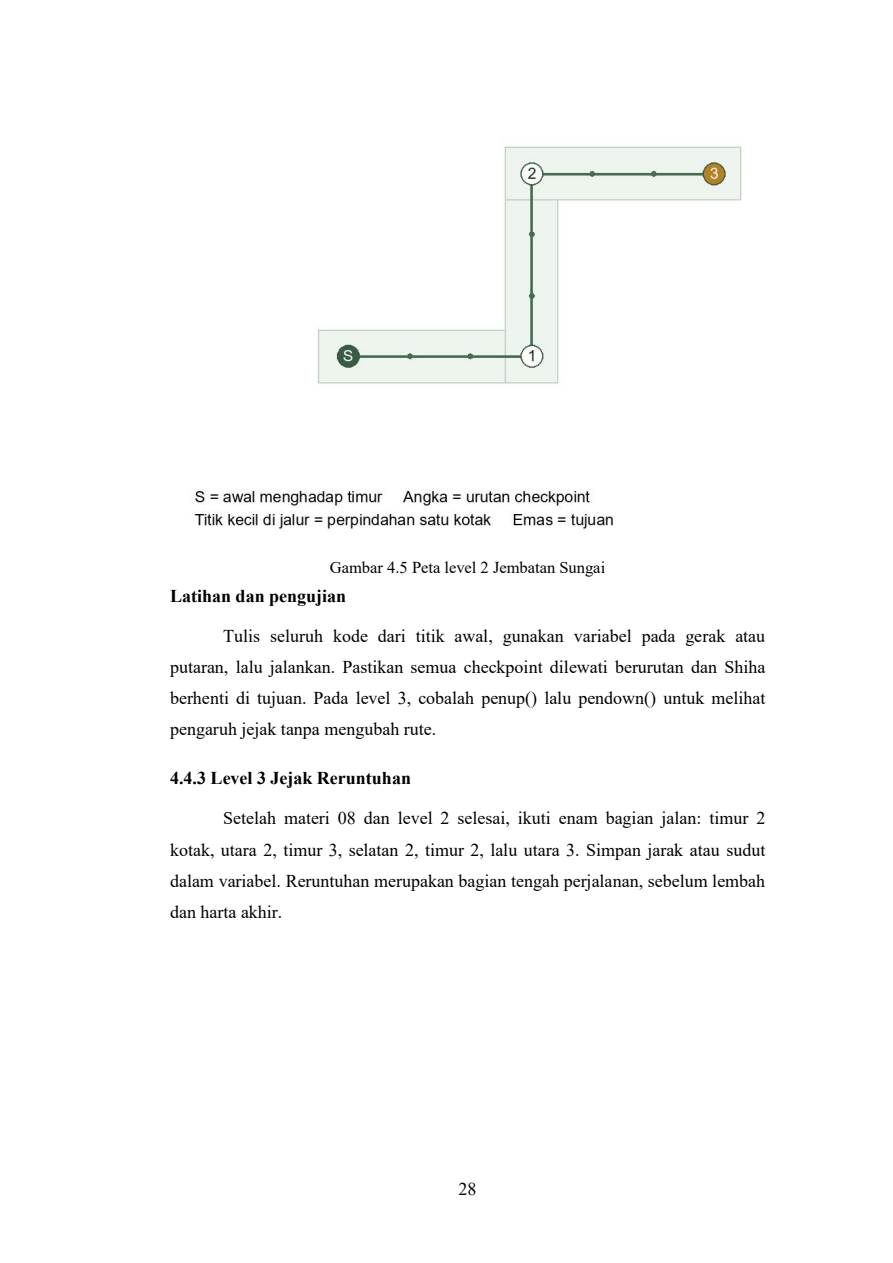 2
3
S
1
S = awal menghadap timur Angka = urutan checkpoint
Titik kecil di jalur = perpindahan satu kotak Emas = tujuan
Gambar 4.5 Peta level 2 Jembatan Sungai
Latihan dan pengujian
Tulis seluruh kode dari titik awal, gunakan variabel pada gerak atau
putaran, lalu jalankan. Pastikan semua checkpoint dilewati berurutan dan Shiha
berhenti di tujuan. Pada level 3, cobalah penup() lalu pendown() untuk melihat
pengaruh jejak tanpa mengubah rute.
4.4.3 Level 3 Jejak Reruntuhan
Setelah materi 08 dan level 2 selesai, ikuti enam bagian jalan: timur 2
kotak, utara 2, timur 3, selatan 2, timur 2, lalu utara 3. Simpan jarak atau sudut
dalam variabel. Reruntuhan merupakan bagian tengah perjalanan, sebelum lembah
dan harta akhir.
28